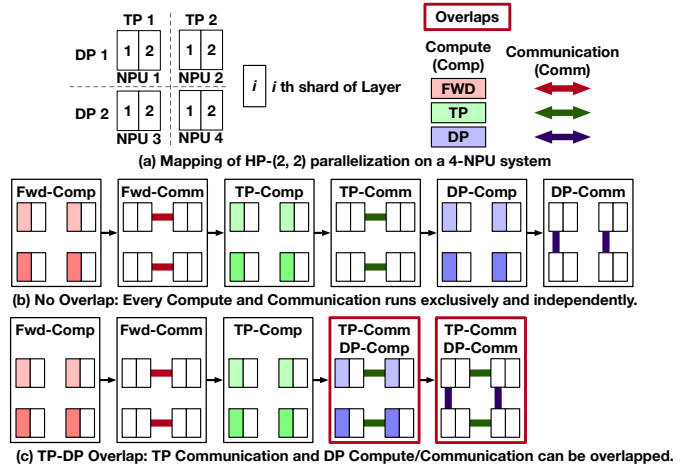 TP 1 TP 2
Overlaps
DP 1 1 2 1 2
NPU 1 NPU 2
i i th shard of Layer
DP 2 1 2 1 2
NPU 3 NPU 4
Compute (Comp)
Communication (Comm)
FWD
TP
DP
(a) Mapping of HP-(2, 2) parallelization on a 4-NPU system
Fwd-Comp Fwd-Comm TP-Comp TP-Comm DP-Comp DP-Comm
(b) No Overlap: Every Compute and Communication runs exclusively and independently.
Fwd-Comp Fwd-Comm TP-Comp TP-Comm TP-Comm
DP-Comp DP-Comm
(c) TP-DP Overlap: TP Communication and DP Compute/Communication can be overlapped.